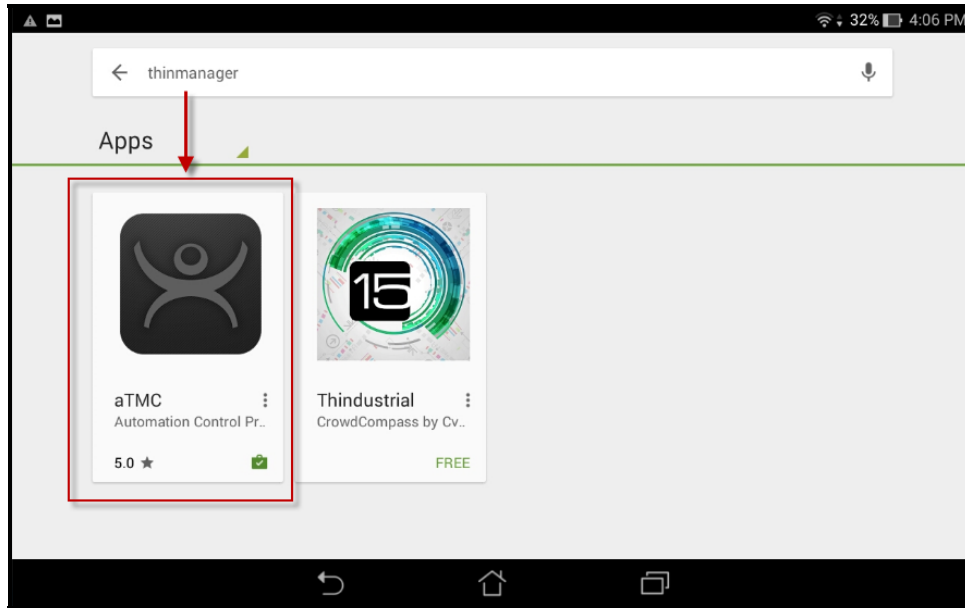 32% 4:06 PM
thinmanager
Apps
15
aTMC
Automation Control Pr..
5.0
Thindustrial
CrowdCompass by Cv..
FREE